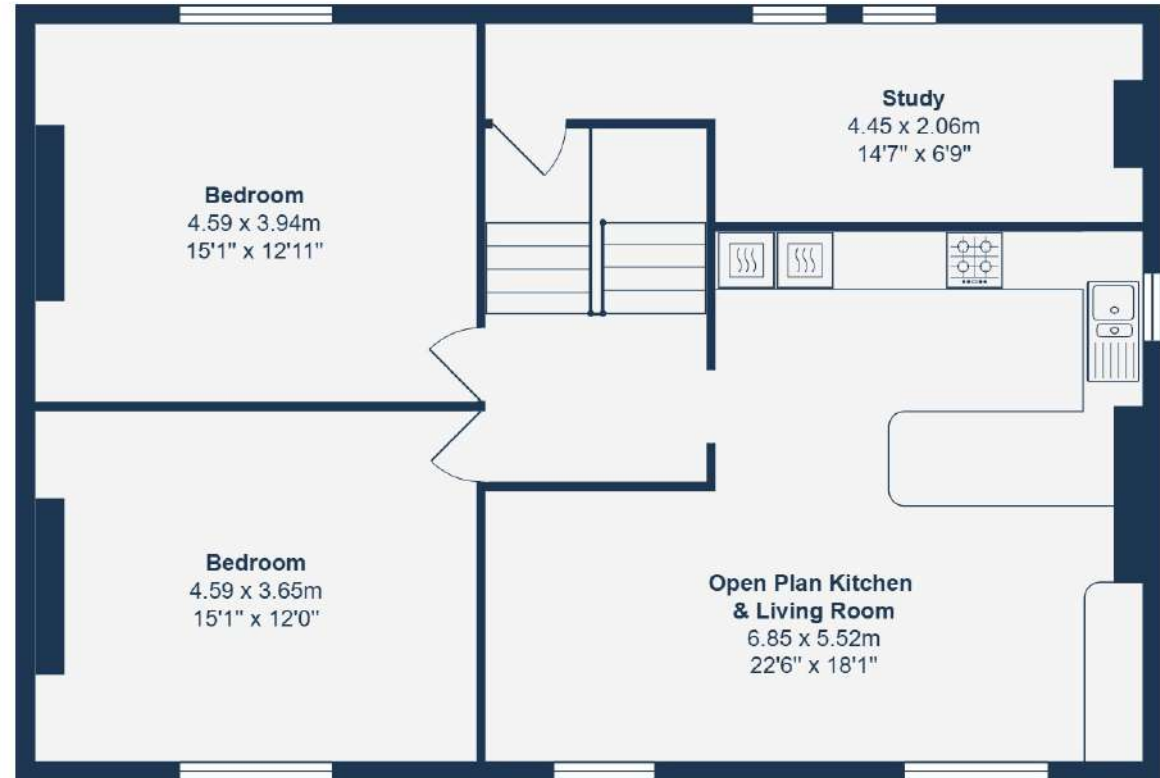 Study
4.45 x 2.06m
14'7" x 6'9"
Bedroom
4.59 x 3.94m
15'1" x 12'11"
Bedroom
4.59 x 3.65m
15'1" x 12'0"
Open Plan Kitchen
& Living Room
6.85 x 5.52m
22'6" x 18'1"